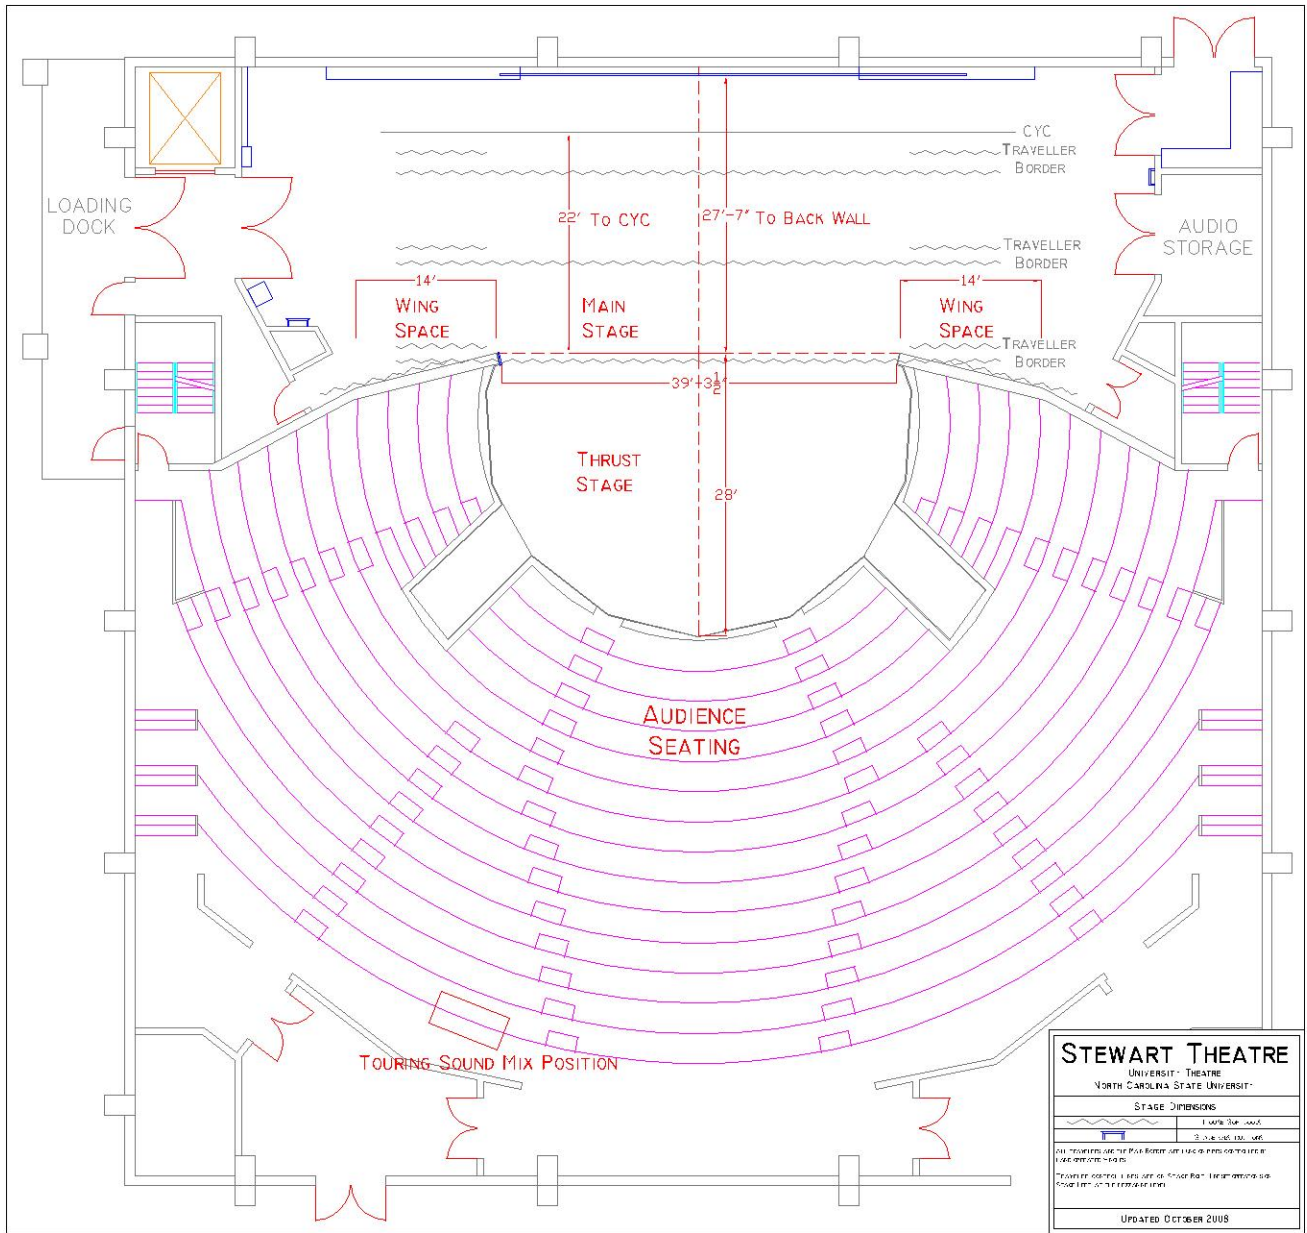 CYC
TRAVELLER
BORDER
LOADING
DOCK
22' TO CYC
27'-7" TO BACK WALL
AUDIO
STORAGE
TRAVELLER
BORDER
14'
14'
WING
SPACE
MAIN
STAGE
WING
SPACE
TRAVELLER
BORDER
39'-3½"
THRUST
STAGE
28'
AUDIENCE
SEATING
TOURING SOUND MIX POSITION
STEWART THEATRE
UNIVERSITY THEATRE
NORTH CAROLINA STATE UNIVERSITY
STAGE DIMENSIONS
UPDATED OCTOBER 2008